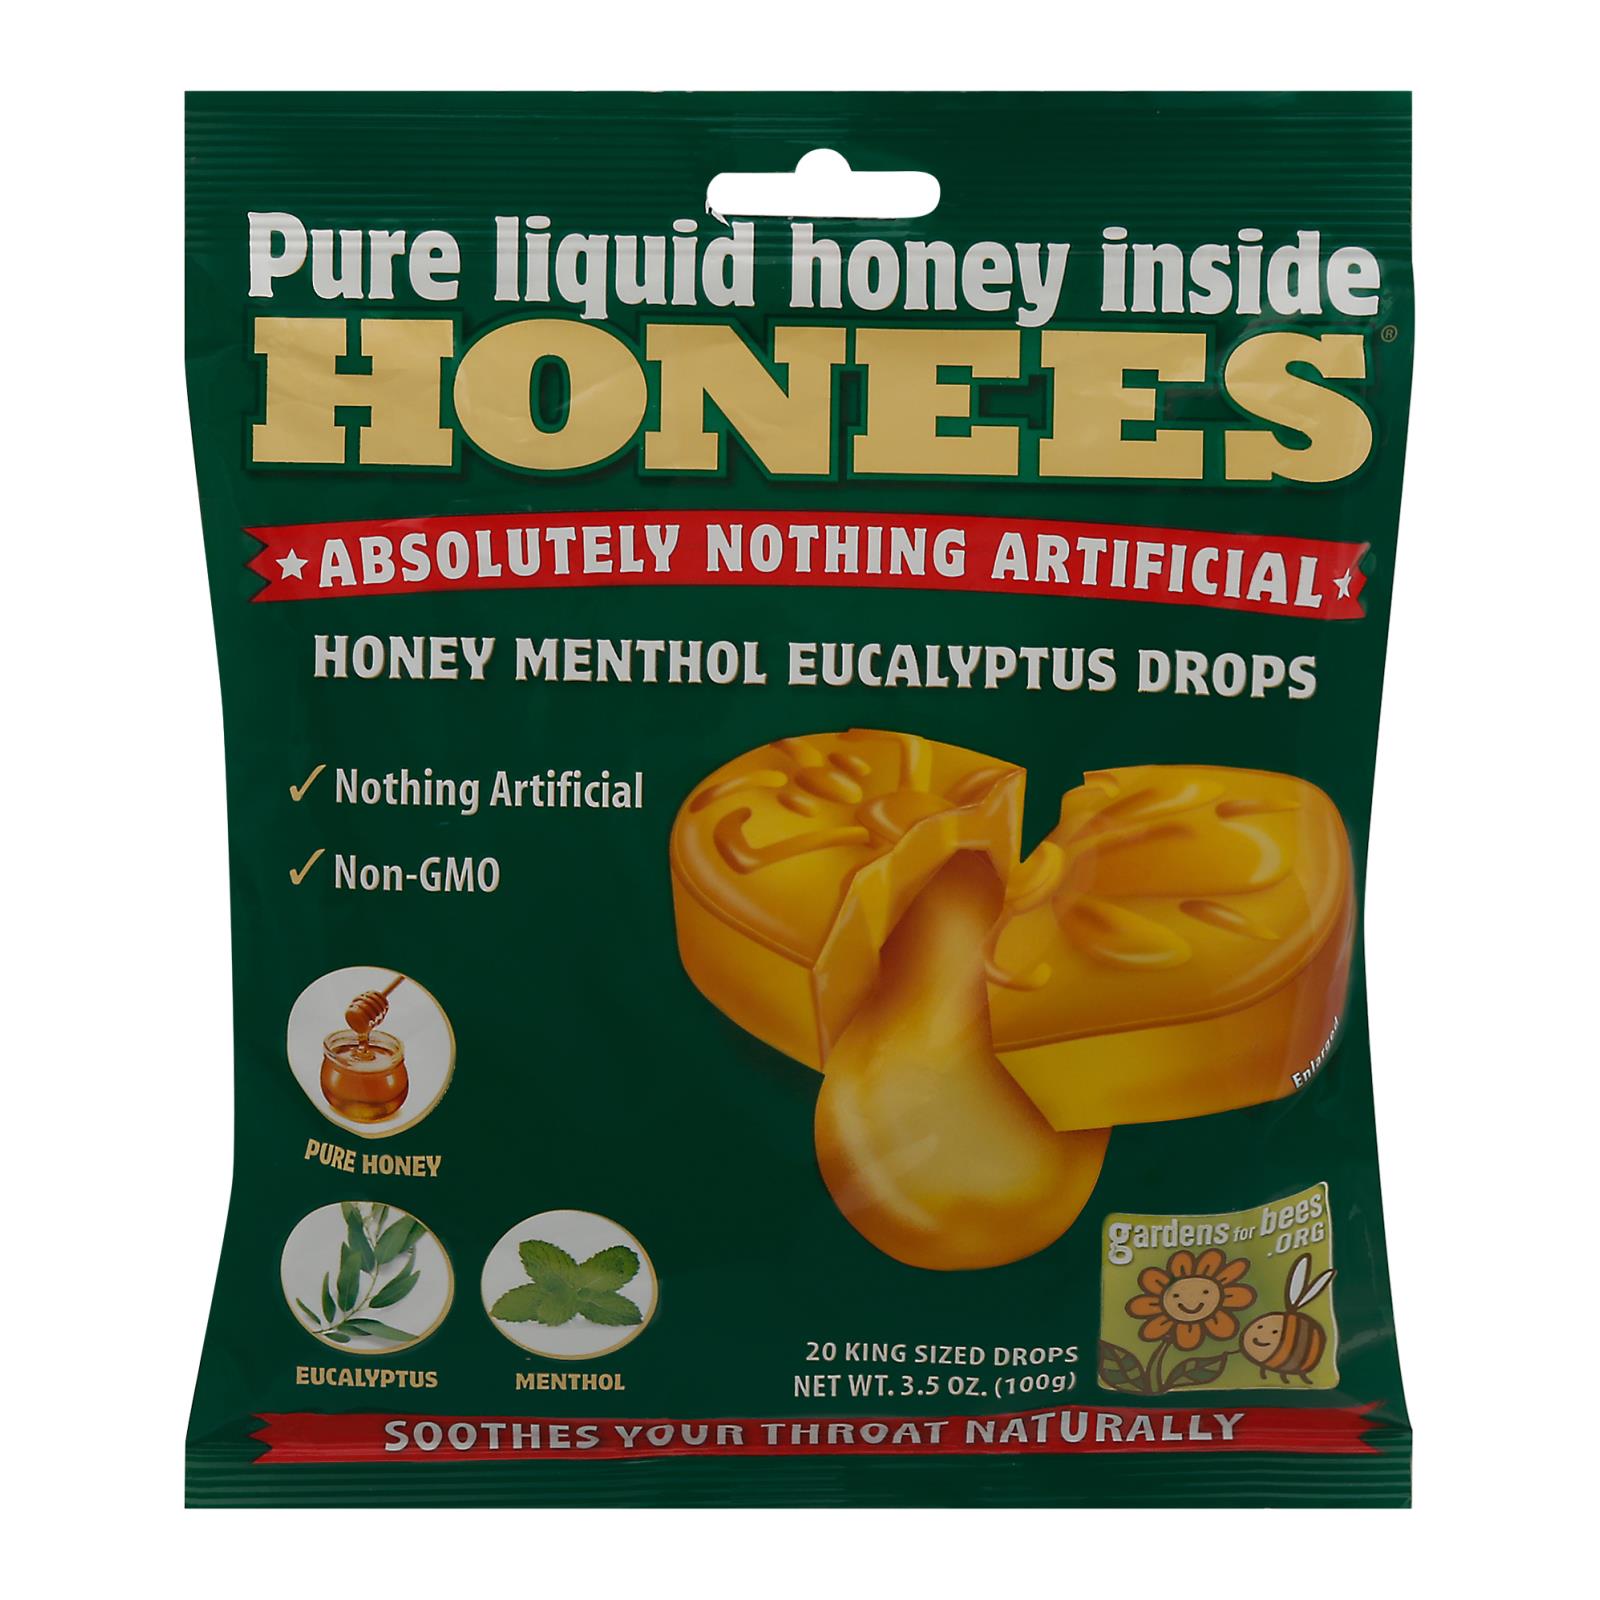 Pure liquid honey inside
HONEES®
ABSOLUTELY NOTHING ARTIFICIAL
HONEY MENTHOL EUCALYPTUS DROPS
✓ Nothing Artificial
✓ Non-GMO
Enlarged
PURE HONEY
gardens for bees
.ORG
EUCALYPTUS
MENTHOL
20 KING SIZED DROPS
NET WT. 3.5 OZ. (100g)
SOOTHES YOUR THROAT NATURALLY